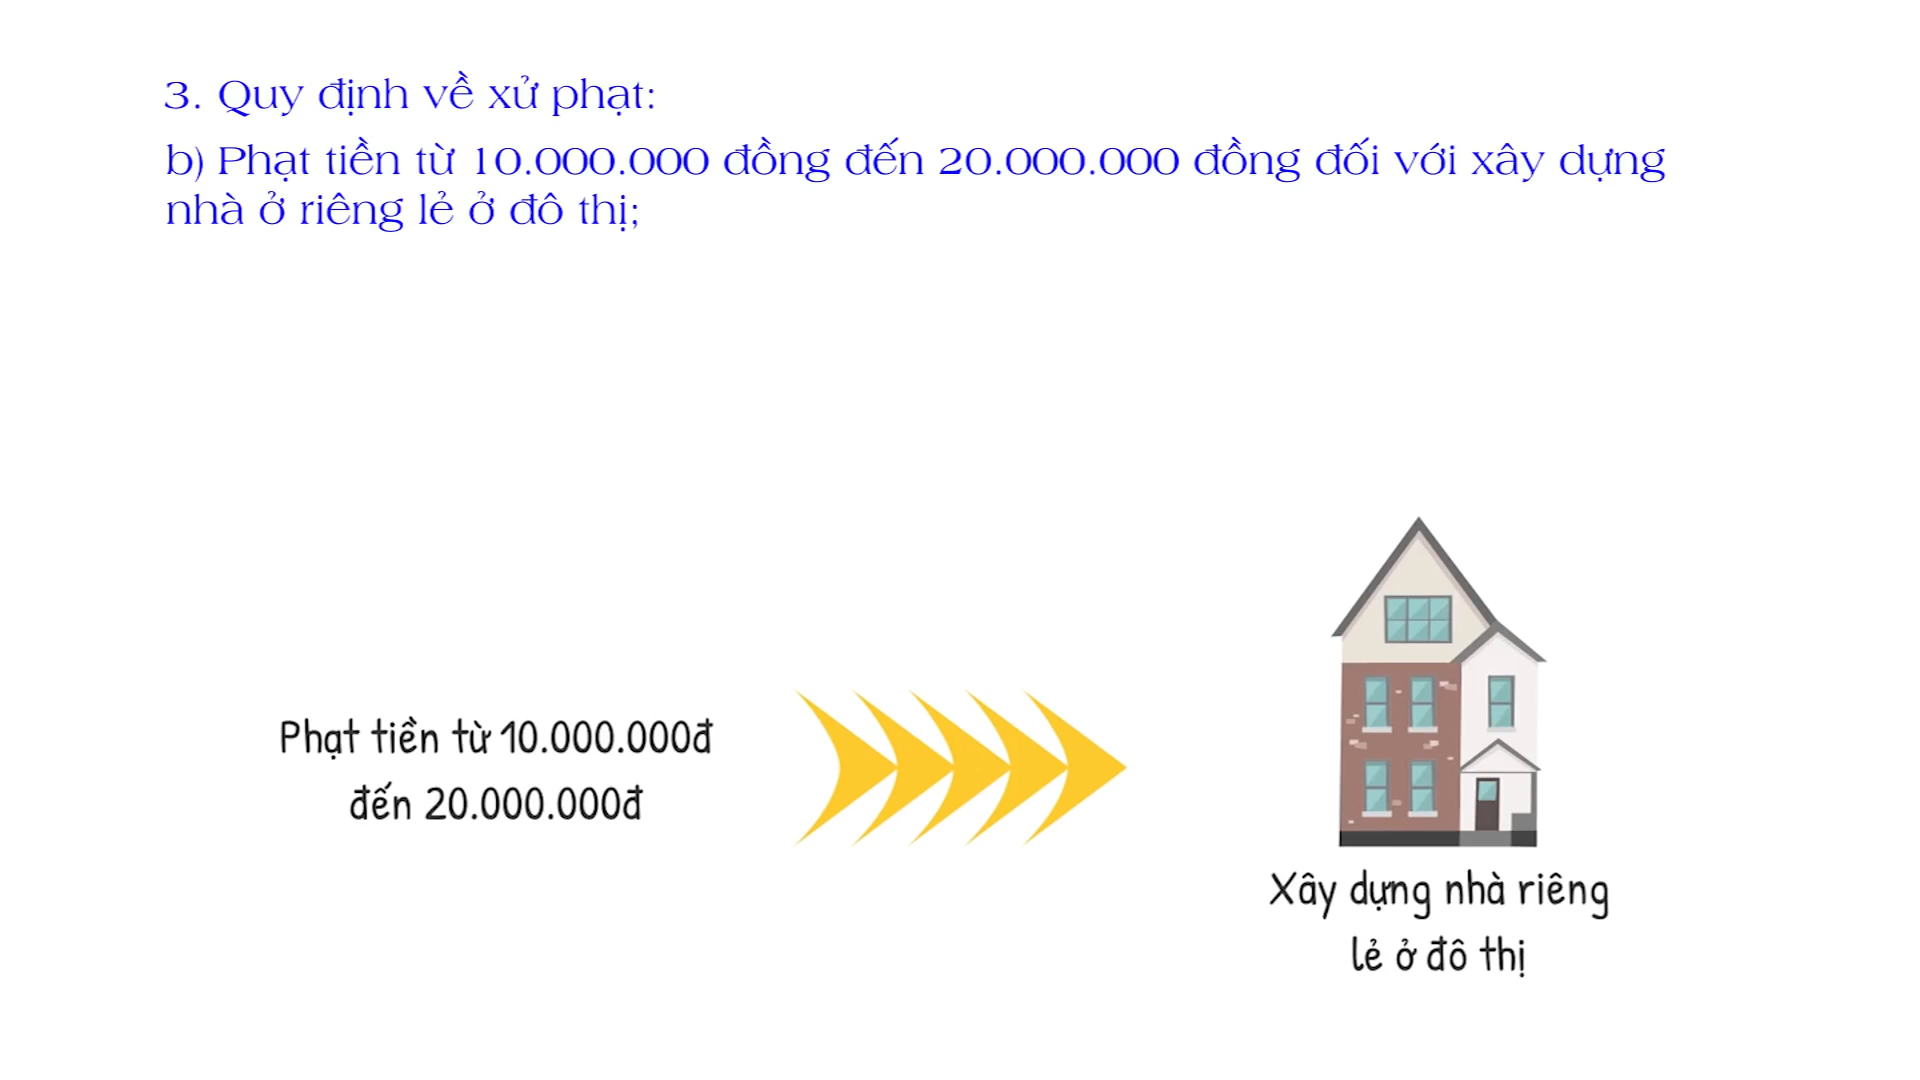 3. Quy định về xử phạt:
b) Phạt tiền từ 10.000.000 đồng đến 20.000.000 đồng đối với xây dựng
nhà ở riêng lẻ ở đô thị;
Phạt tiền từ 10.000.000đ
đến 20.000.000đ
Xây dựng nhà riêng
lẻ ở đô thị